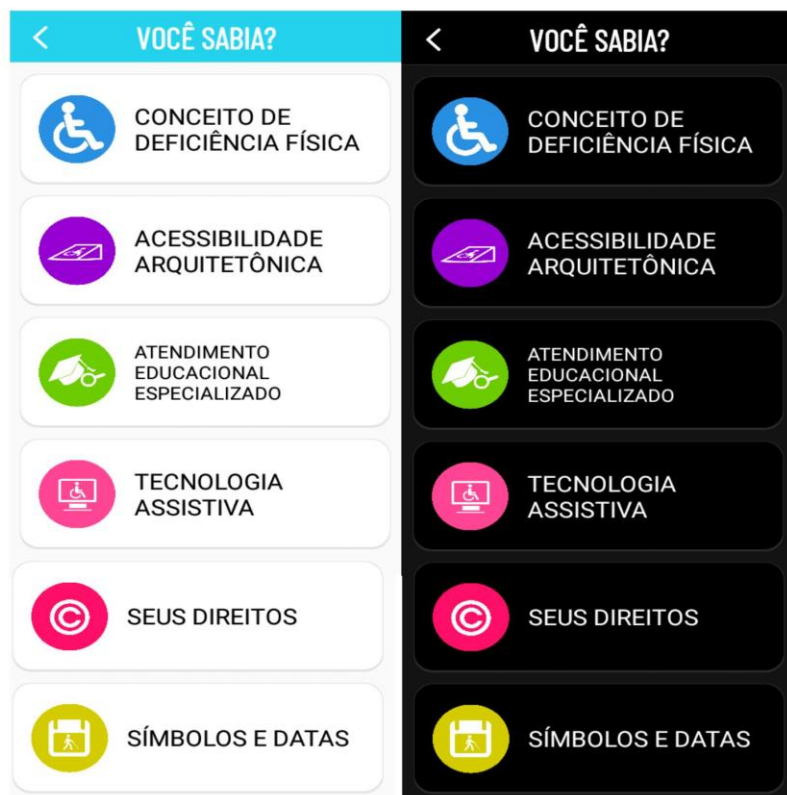 VOCÊ SABIA?
CONCEITO DE
DEFICIÊNCIA FÍSICA
ACESSIBILIDADE
ARQUITETÔNICA
ATENDIMENTO
EDUCACIONAL
ESPECIALIZADO
TECNOLOGIA
ASSISTIVA
©
SEUS DIREITOS
SÍMBOLOS E DATAS
VOCÊ SABIA?
CONCEITO DE
DEFICIÊNCIA FÍSICA
ACESSIBILIDADE
ARQUITETÔNICA
ATENDIMENTO
EDUCACIONAL
ESPECIALIZADO
TECNOLOGIA
ASSISTIVA
©
SEUS DIREITOS
SÍMBOLOS E DATAS